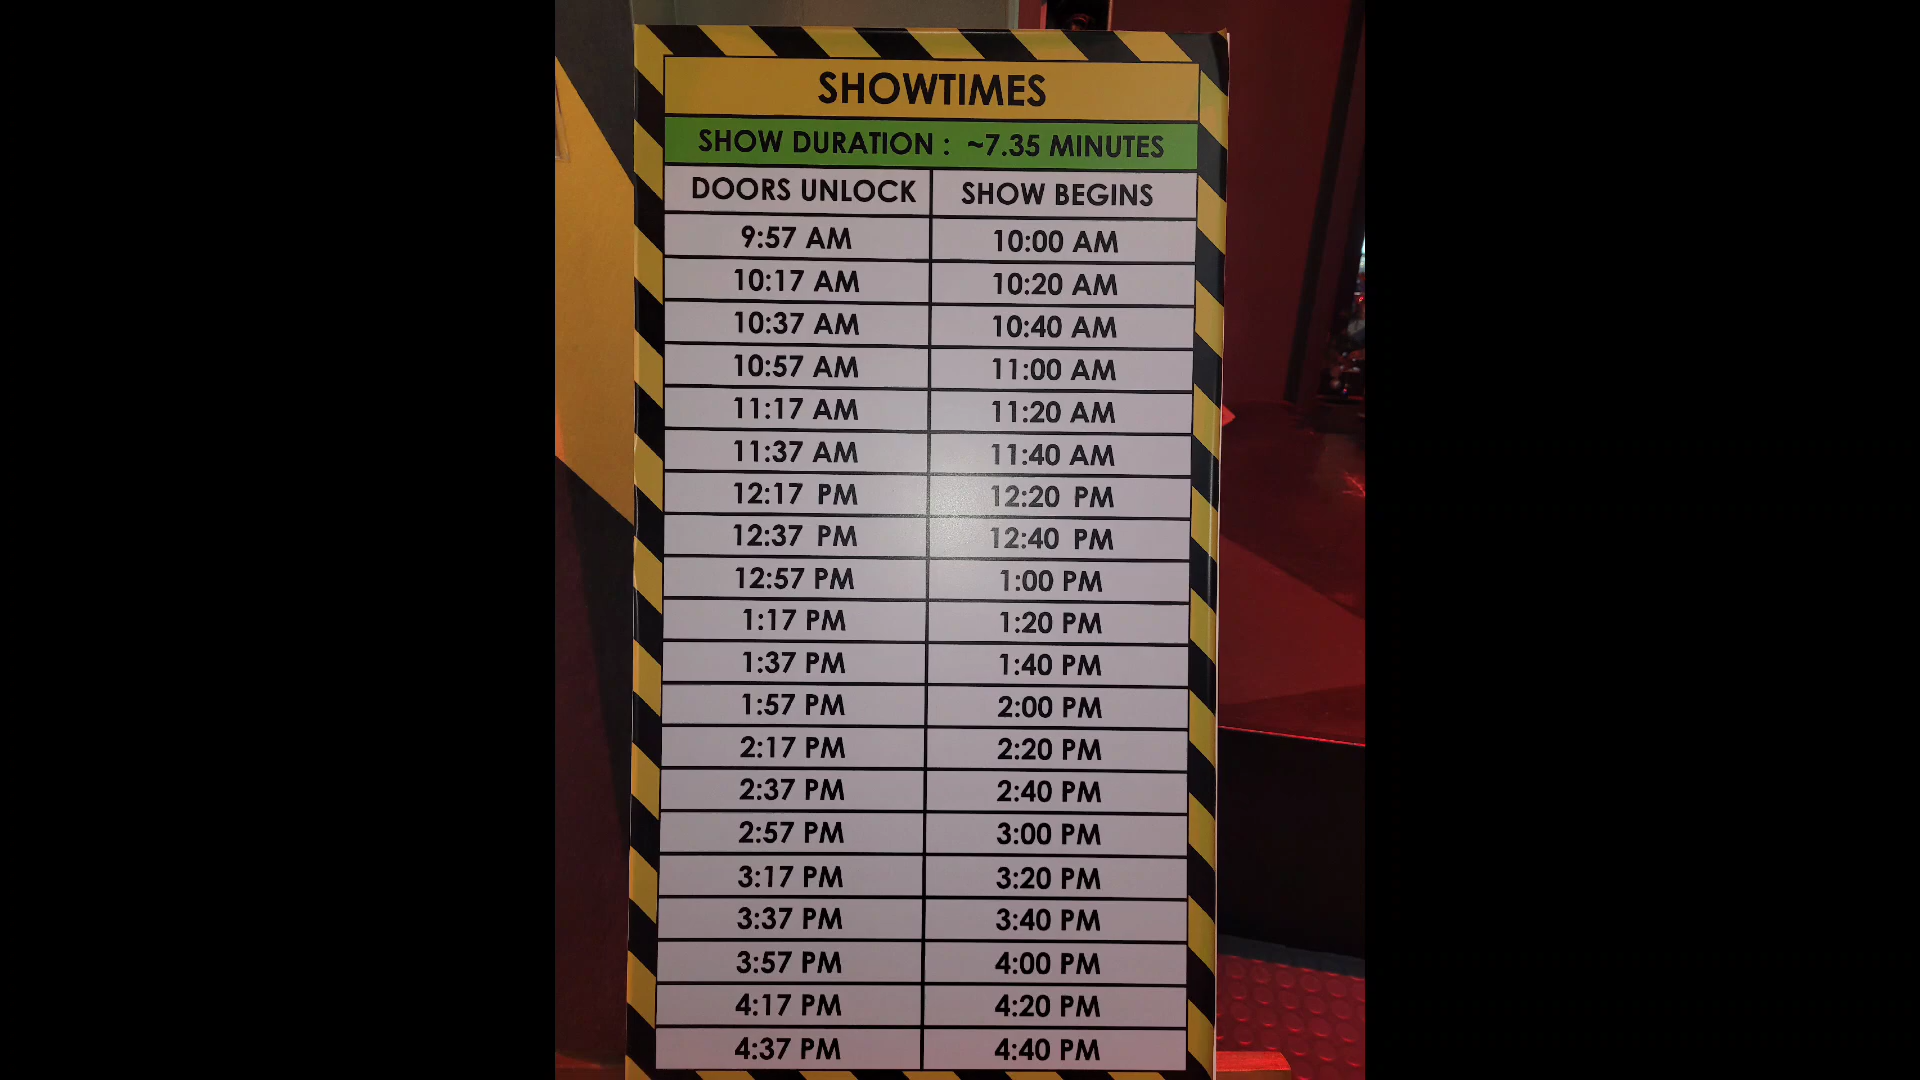 SHOWTIMES
SHOW DURATION : ~7.35 MINUTES
DOORS UNLOCK SHOW BEGINS
9:57 AM 10:00 AM
10:17 AM 10:20 AM
10:37 AM 10:40 AM
10:57 AM 11:00 AM
11:17 AM 11:20 AM
11:37 AM 11:40 AM
12:17 PM 12:20 PM
12:37 PM 12:40 PM
12:57 PM 1:00 PM
1:17 PM 1:20 PM
1:37 PM 1:40 PM
1:57 PM 2:00 PM
2:17 PM 2:20 PM
2:37 PM 2:40 PM
2:57 PM 3:00 PM
3:17 PM 3:20 PM
3:37 PM 3:40 PM
3:57 PM 4:00 PM
4:17 PM 4:20 PM
4:37 PM 4:40 PM